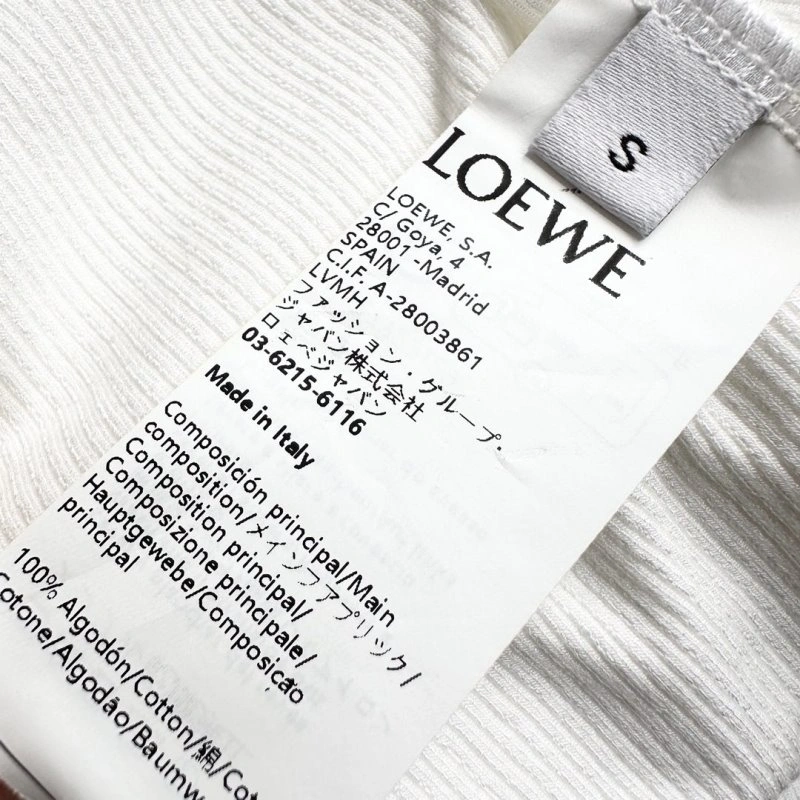 S
LOEWE
LOEWE, S.A.
C/ Goya, 4
28001 -Madrid
SPAIN
C.I.F. A-28003861
LVMH
ファッション・グループ.
ジャパン株式会社
ロエベジャパン
03-6215-6116
Made in Italy
Composición principal/Main
composition/メインフアプリック/
Composition principal/
Composizione principale/
Hauptgewebe/Composicão
principal
100% Algodón/Cotton/綿/Cot
Cotone/Algodão/Baumw